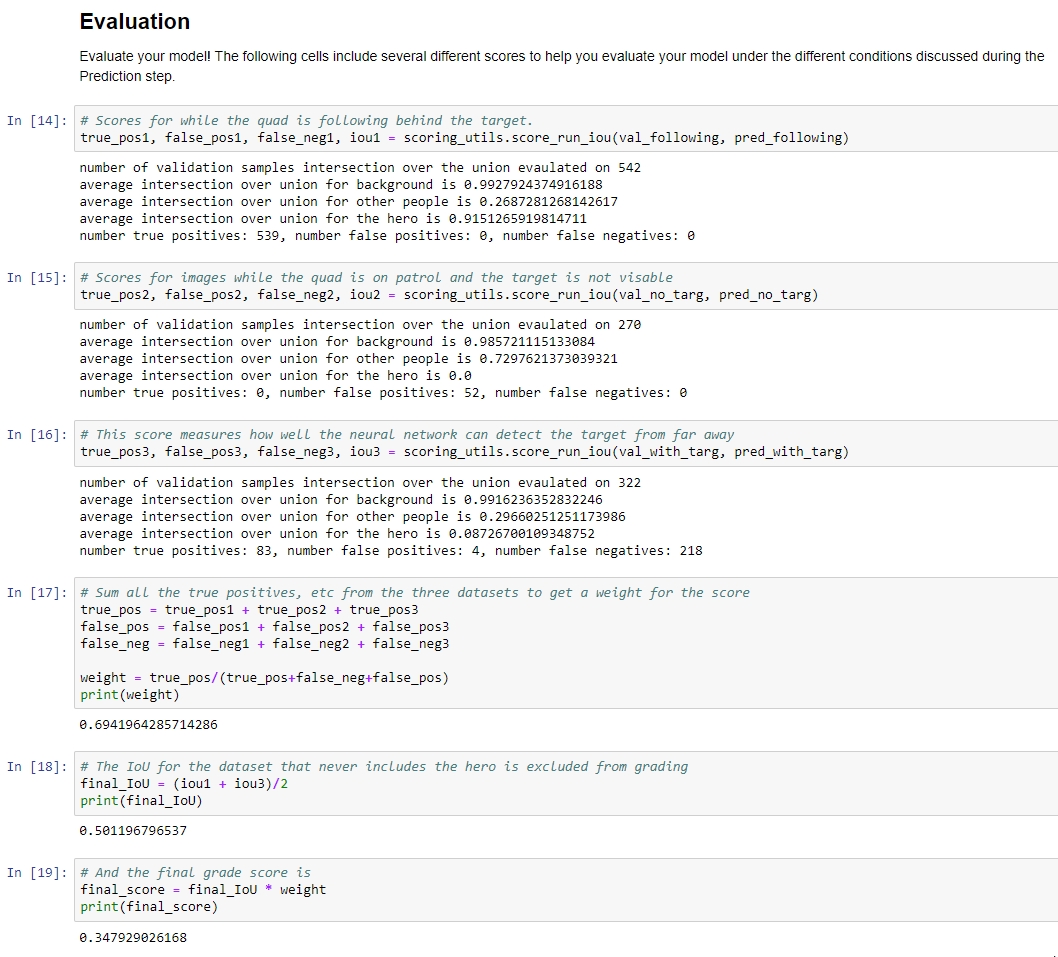 Evaluation
Evaluate your model! The following cells include several different scores to help you evaluate your model under the different conditions discussed during the
Prediction step.
In [14]: # Scores for while the quad is following behind the target.
true_pos1, false_pos1, false_neg1, iou1 = scoring_utils.score_run_iou(val_following, pred_following)
number of validation samples intersection over the union evaulated on 542
average intersection over union for background is 0.9927924374916188
average intersection over union for other people is 0.2687281268142617
average intersection over union for the hero is 0.9151265919814711
number true positives: 539, number false positives: 0, number false negatives: 0
In [15]: # Scores for images while the quad is on patrol and the target is not visable
true_pos2, false_pos2, false_neg2, iou2 = scoring_utils.score_run_iou(val_no_targ, pred_no_targ)
number of validation samples intersection over the union evaulated on 270
average intersection over union for background is 0.985721115133084
average intersection over union for other people is 0.7297621373039321
average intersection over union for the hero is 0.0
number true positives: 0, number false positives: 52, number false negatives: 0
In [16]: # This score measures how well the neural network can detect the target from far away
true_pos3, false_pos3, false_neg3, iou3 = scoring_utils.score_run_iou(val_with_targ, pred_with_targ)
number of validation samples intersection over the union evaulated on 322
average intersection over union for background is 0.9916236352832246
average intersection over union for other people is 0.29660251251173986
average intersection over union for the hero is 0.08726700109348752
number true positives: 83, number false positives: 4, number false negatives: 218
In [17]: # Sum all the true positives, etc from the three datasets to get a weight for the score
true_pos = true_pos1 + true_pos2 + true_pos3
false_pos = false_pos1 + false_pos2 + false_pos3
false_neg = false_neg1 + false_neg2 + false_neg3
weight = true_pos/(true_pos+false_neg+false_pos)
print(weight)
0.6941964285714286
In [18]: # The IoU for the dataset that never includes the hero is excluded from grading
final_IoU = (iou1 + iou3)/2
print(final_IoU)
0.501196796537
In [19]: # And the final grade score is
final_score = final_IoU * weight
print(final_score)
0.347929026168